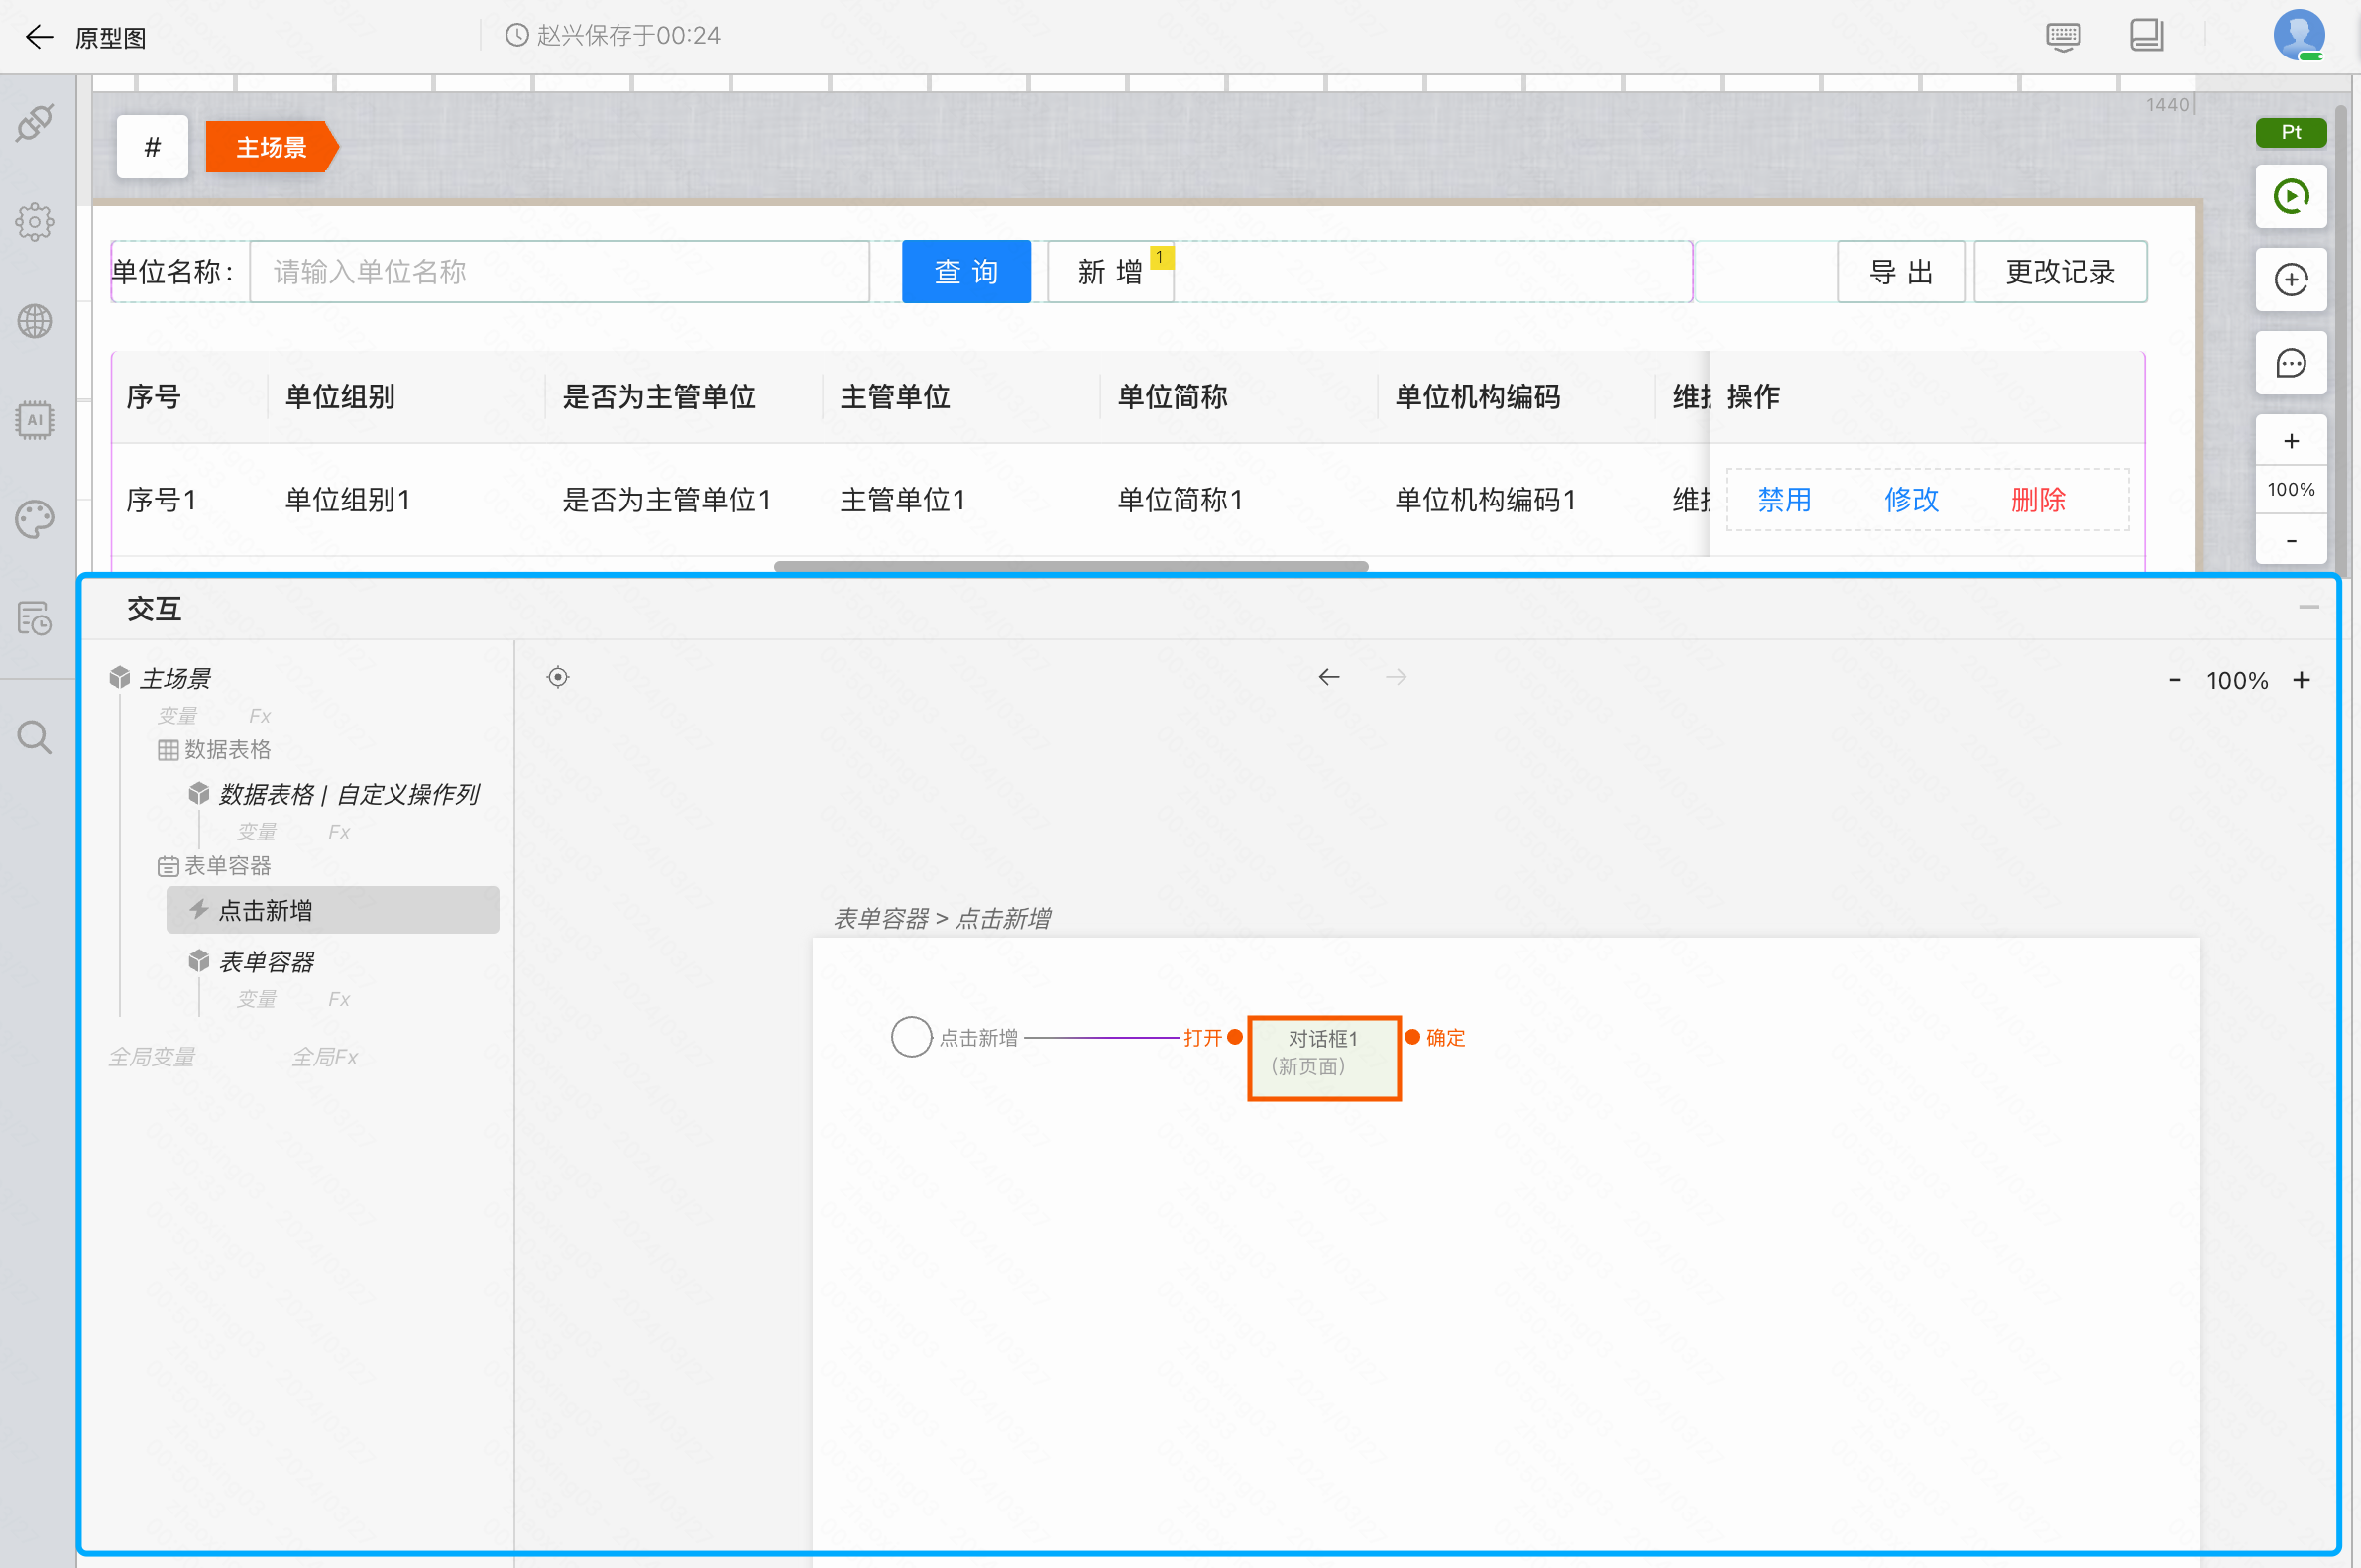 原型图
赵兴保存于00:24
1440
#
主场景
Pt
单位名称：
请输入单位名称
查 询
新 增
1
导 出
更改记录
序号 单位组别 是否为主管单位 主管单位 单位简称 单位机构编码 操作
序号1 单位组别1 是否为主管单位1 主管单位1 单位简称1 单位机构编码1 禁用 修改 删除
+
100%
-
AI
交互
主场景
变量 Fx
数据表格
数据表格 | 自定义操作列
变量 Fx
表单容器
点击新增
表单容器
变量 Fx
全局变量 全局Fx
- 100% +
表单容器 > 点击新增
点击新增
打开
对话框1
（新页面）
确定